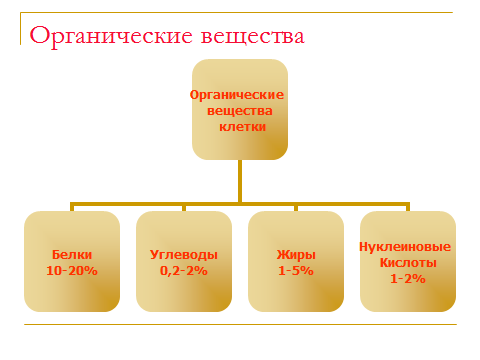 Органические вещества
Органические
вещества
клетки
Белки
10-20%
Углеводы
0,2-2%
Жиры
1-5%
Нуклеиновые
Кислоты
1-2%